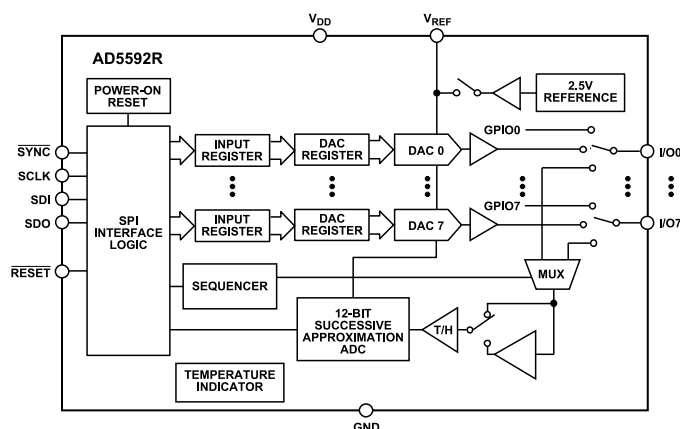 VDD
VREF
AD5592R
POWER-ON
RESET
2.5V
REFERENCE
SYNC
SCLK
SDI
SDO
RESET
SPI
INTERFACE
LOGIC
INPUT
REGISTER
DAC
REGISTER
DAC 0
GPIO0
I/O0
INPUT
REGISTER
DAC
REGISTER
DAC 7
GPIO7
I/O7
SEQUENCER
MUX
12-BIT
SUCCESSIVE
APPROXIMATION
ADC
T/H
TEMPERATURE
INDICATOR
GND